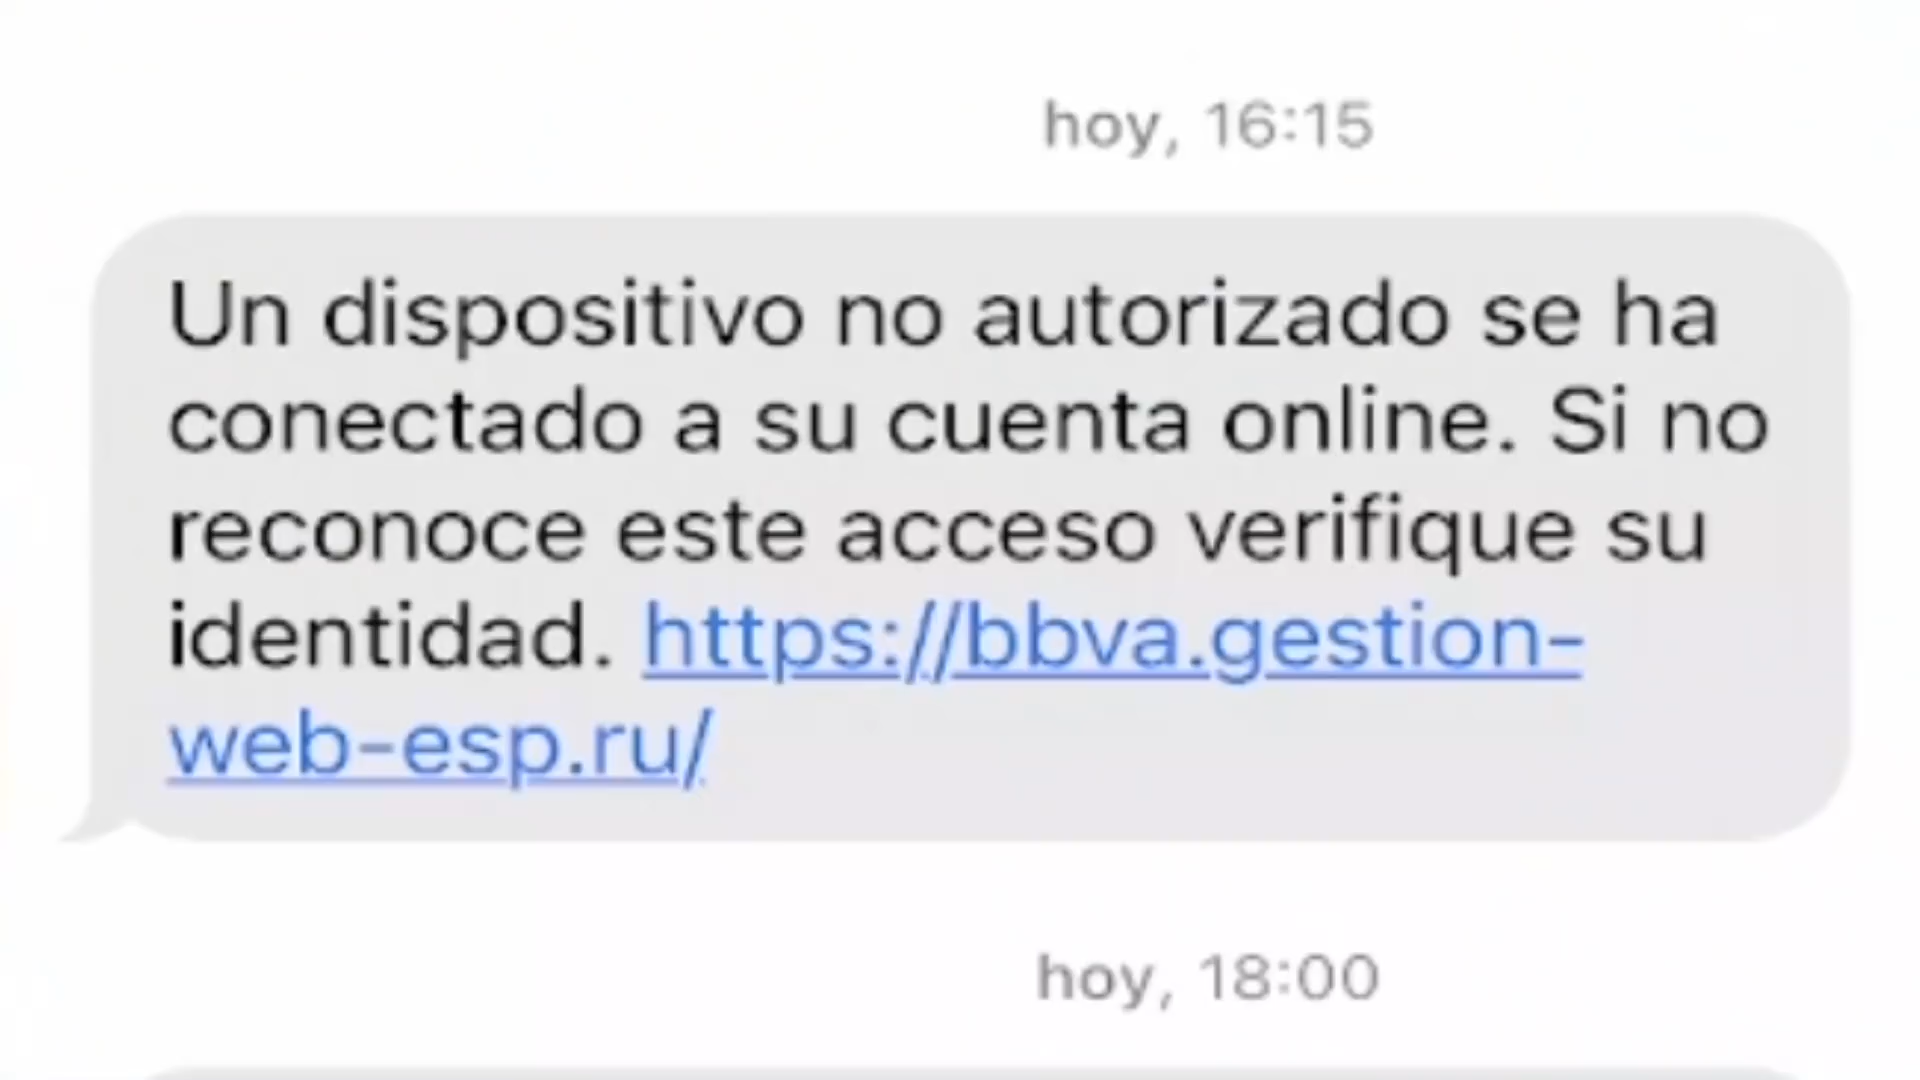 hoy, 16:15
Un dispositivo no autorizado se ha
conectado a su cuenta online. Si no
reconoce este acceso verifique su
identidad. https://bbva.gestion-
web-esp.ru/
hoy, 18:00